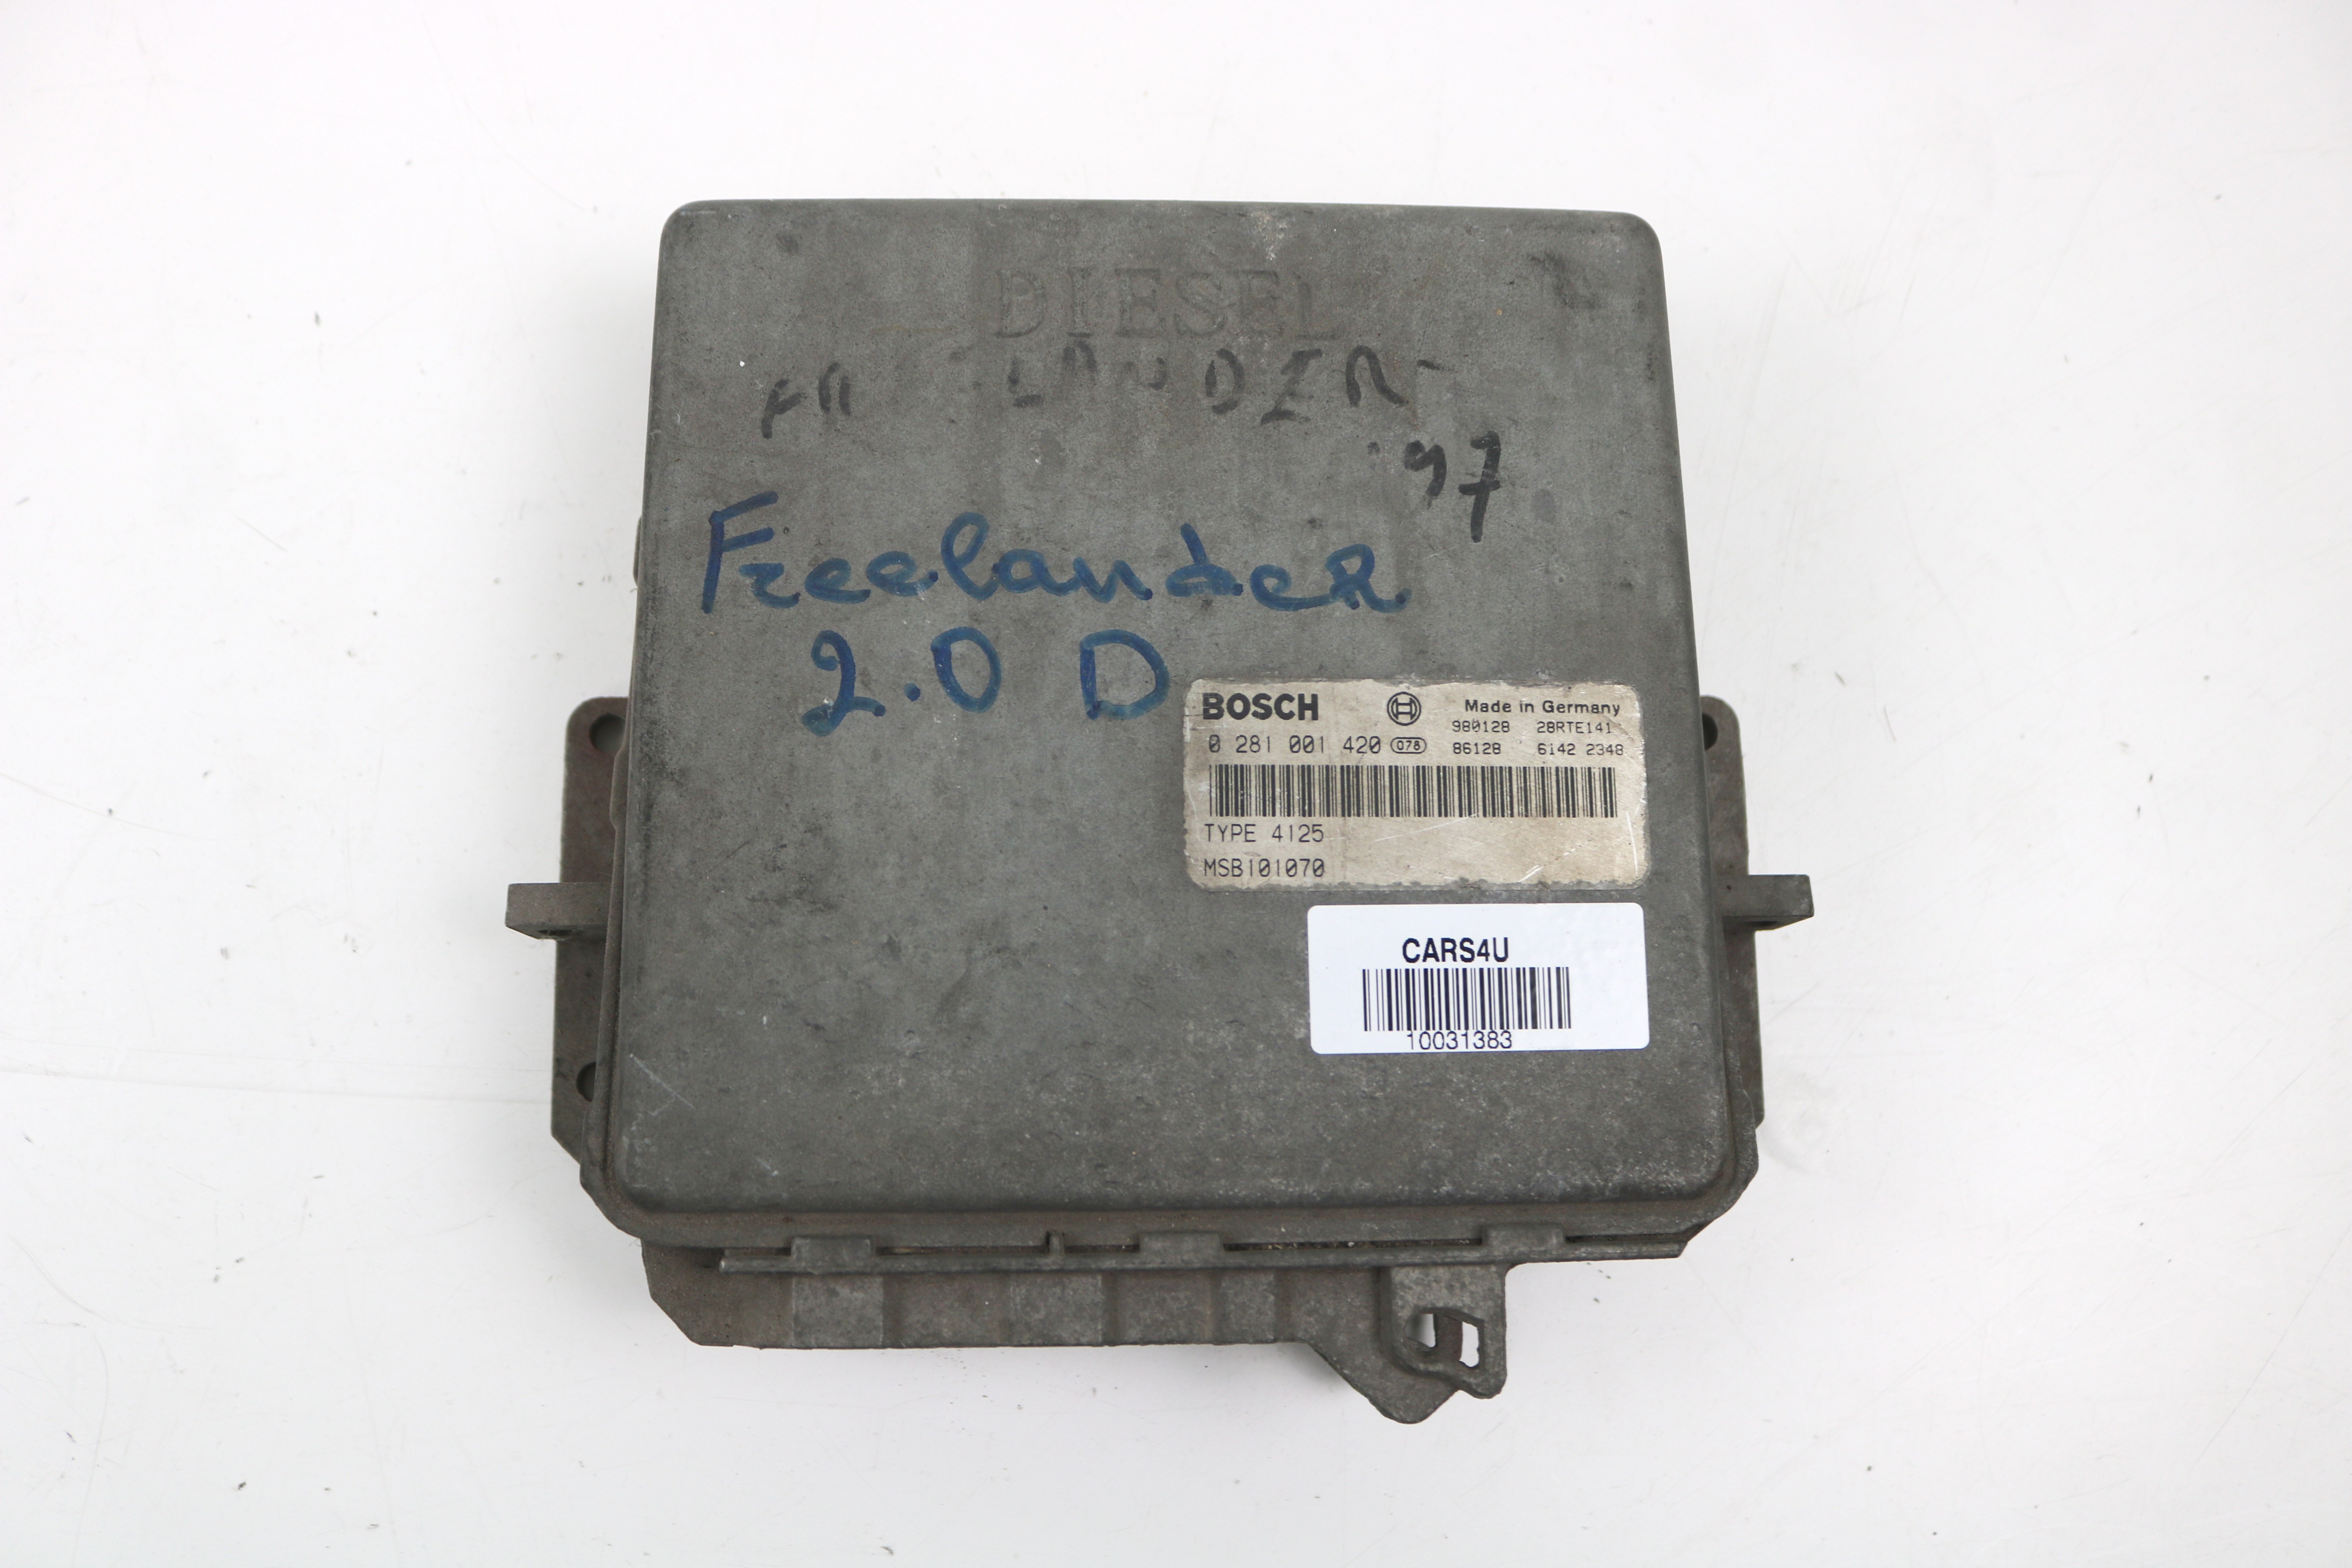 DIESEL
LANDER
'97
Freelander
2.0 D
BOSCH Made in Germany
980128 28RTE141
0 281 001 420 078 86128 6142 2348
TYPE 4125
MSB101070
CARS4U
10031383